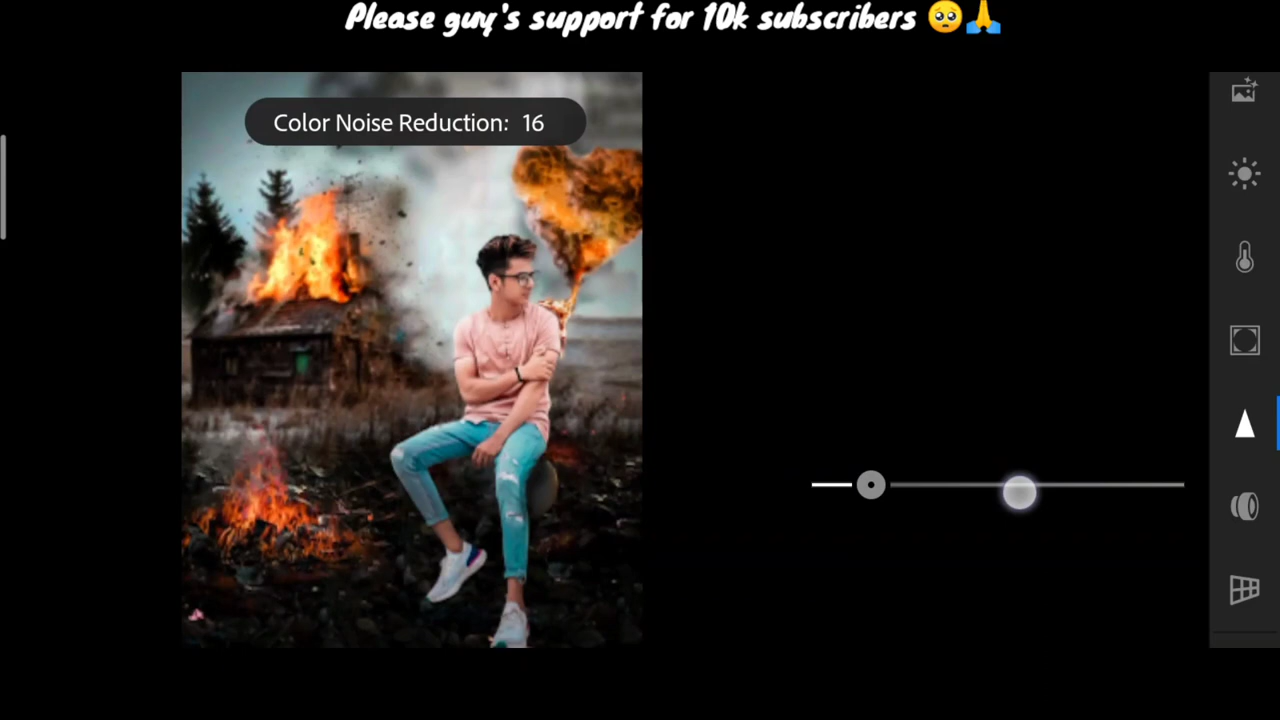 Please guy's support for 10k subscribers 🥺🙏
Color Noise Reduction: 16